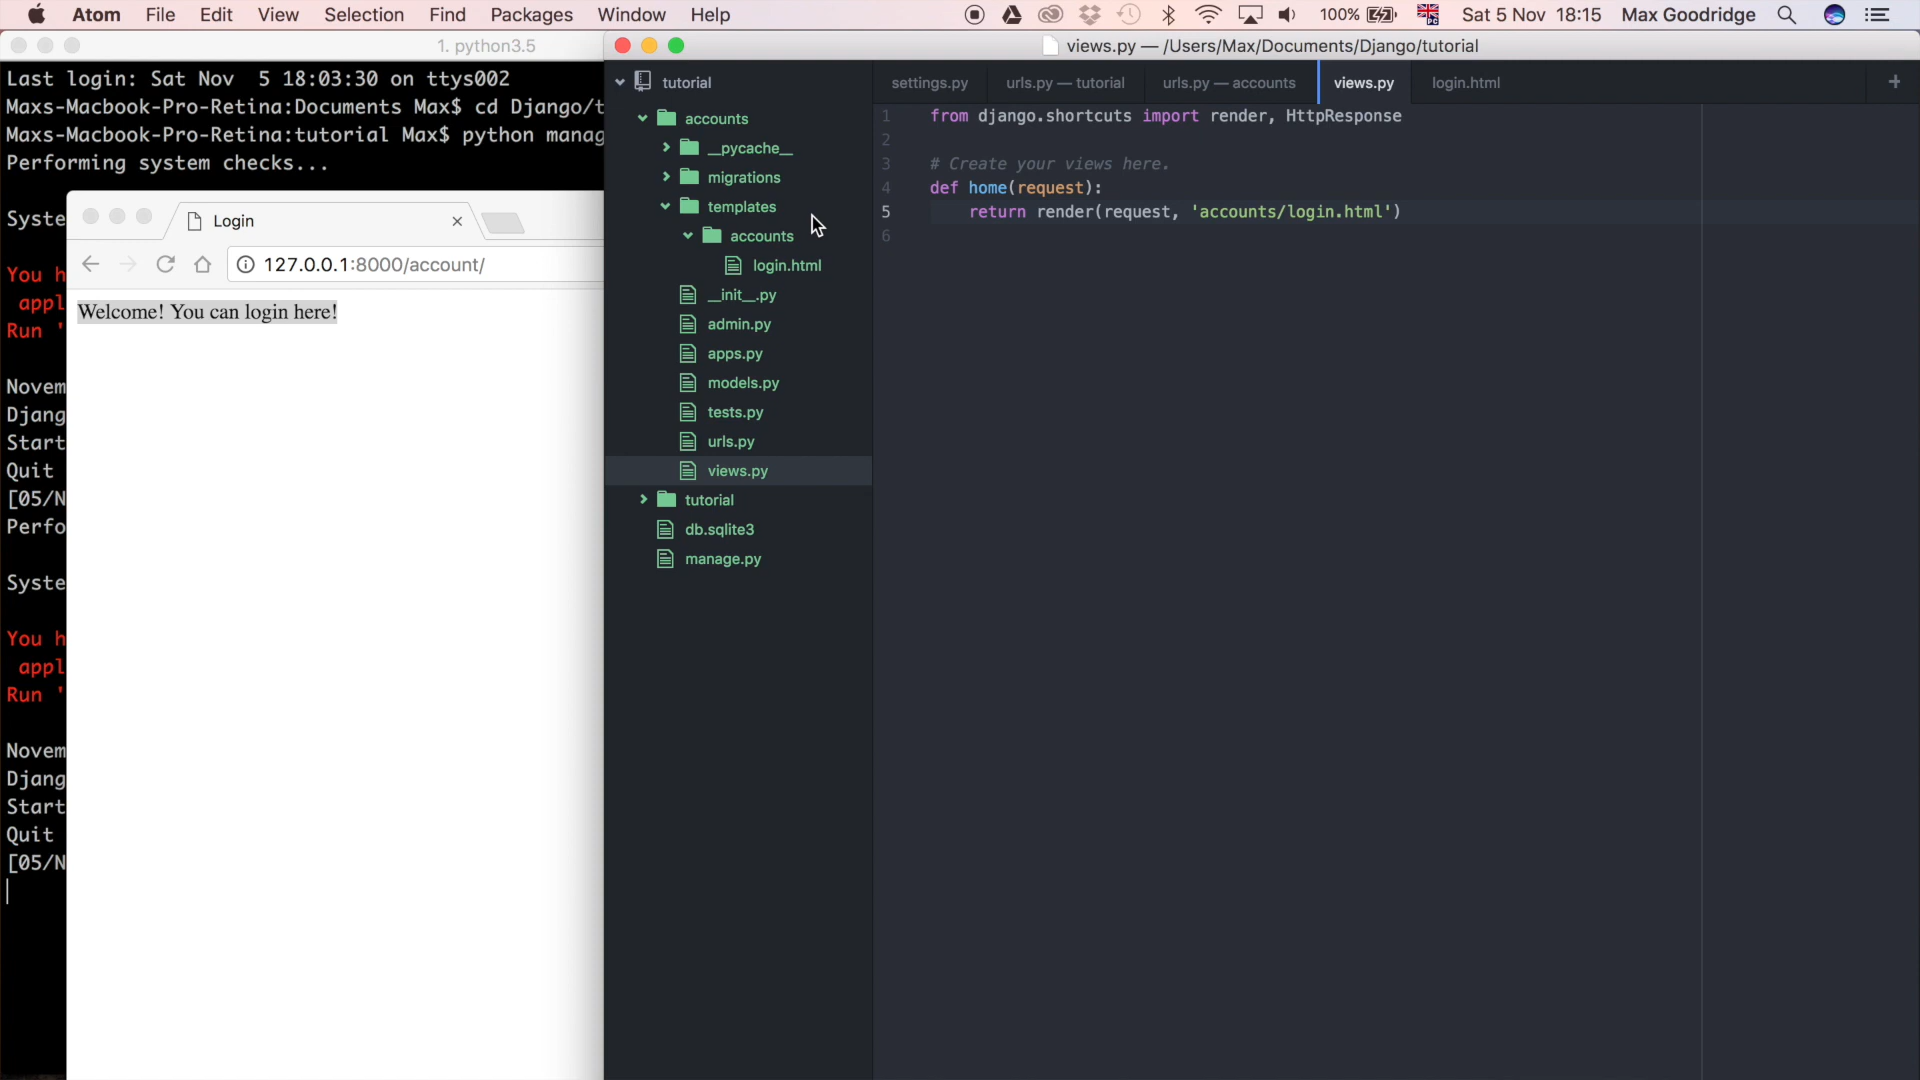 Atom File Edit View Selection Find Packages Window Help 100% Sat 5 Nov 18:15 Max Goodridge
1. python3.5
Last login: Sat Nov  5 18:03:30 on ttys002
Maxs-Macbook-Pro-Retina:Documents Max$ cd Django/t
Maxs-Macbook-Pro-Retina:tutorial Max$ python manag
Performing system checks...
Syste
You h
appl
Run '
Novem
Djang
Start
Quit
[05/N
Perfo
Syste
You h
appl
Run '
Novem
Djang
Start
Quit
[05/N
Login
127.0.0.1:8000/account/
Welcome! You can login here!
views.py — /Users/Max/Documents/Django/tutorial
tutorial
accounts
__pycache__
migrations
templates
accounts
login.html
__init__.py
admin.py
apps.py
models.py
tests.py
urls.py
views.py
tutorial
db.sqlite3
manage.py
settings.py urls.py — tutorial urls.py — accounts views.py login.html
1 from django.shortcuts import render, HttpResponse
2
3 # Create your views here.
4 def home(request):
5     return render(request, 'accounts/login.html')
6